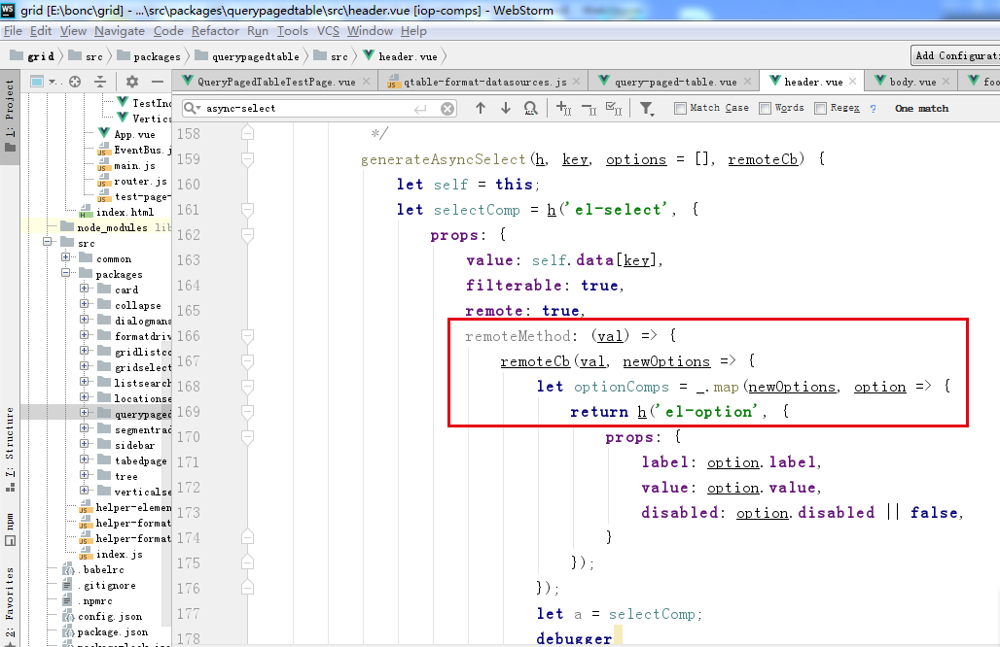 WS grid [E:\bonc\grid] - ...\src\packages\querypagedtable\src\header.vue [iop-comps] - WebStorm
File Edit View Navigate Code Refactor Run Tools VCS Window Help
grid src packages querypagedtable src header.vue Add Configurati
QueryPagedTableTestPage.vue qtable-format-datasources.js query-paged-table.vue header.vue body.vue foo
async-select Match Case Words Regex ? One match
1: Project
7: Structure
npm
2: Favorites
TestInd
Vertica
App.vue
EventBus.j
main.js
router.js
test-page-
index.html
node_modules lib
src
common
packages
card
collapse
dialogmana
formatdriv
gridlistco
gridselect
listsearch
locationse
querypaged
segmentrad
sidebar
tabedpage
tree
verticalse
helper-elemen
helper-format
helper-format
index.js
.babelrc
.gitignore
.npmrc
config.json
package.json
158 */
159 generateAsyncSelect(h, key, options = [], remoteCb) {
160 let self = this;
161 let selectComp = h('el-select', {
162 props: {
163 value: self.data[key],
164 filterable: true,
165 remote: true,
166 remoteMethod: (val) => {
167 remoteCb(val, newOptions => {
168 let optionComps = _.map(newOptions, option => {
169 return h('el-option', {
170 props: {
171 label: option.label,
172 value: option.value,
173 disabled: option.disabled || false,
174 }
175 });
176 });
177 let a = selectComp;
178 debugger